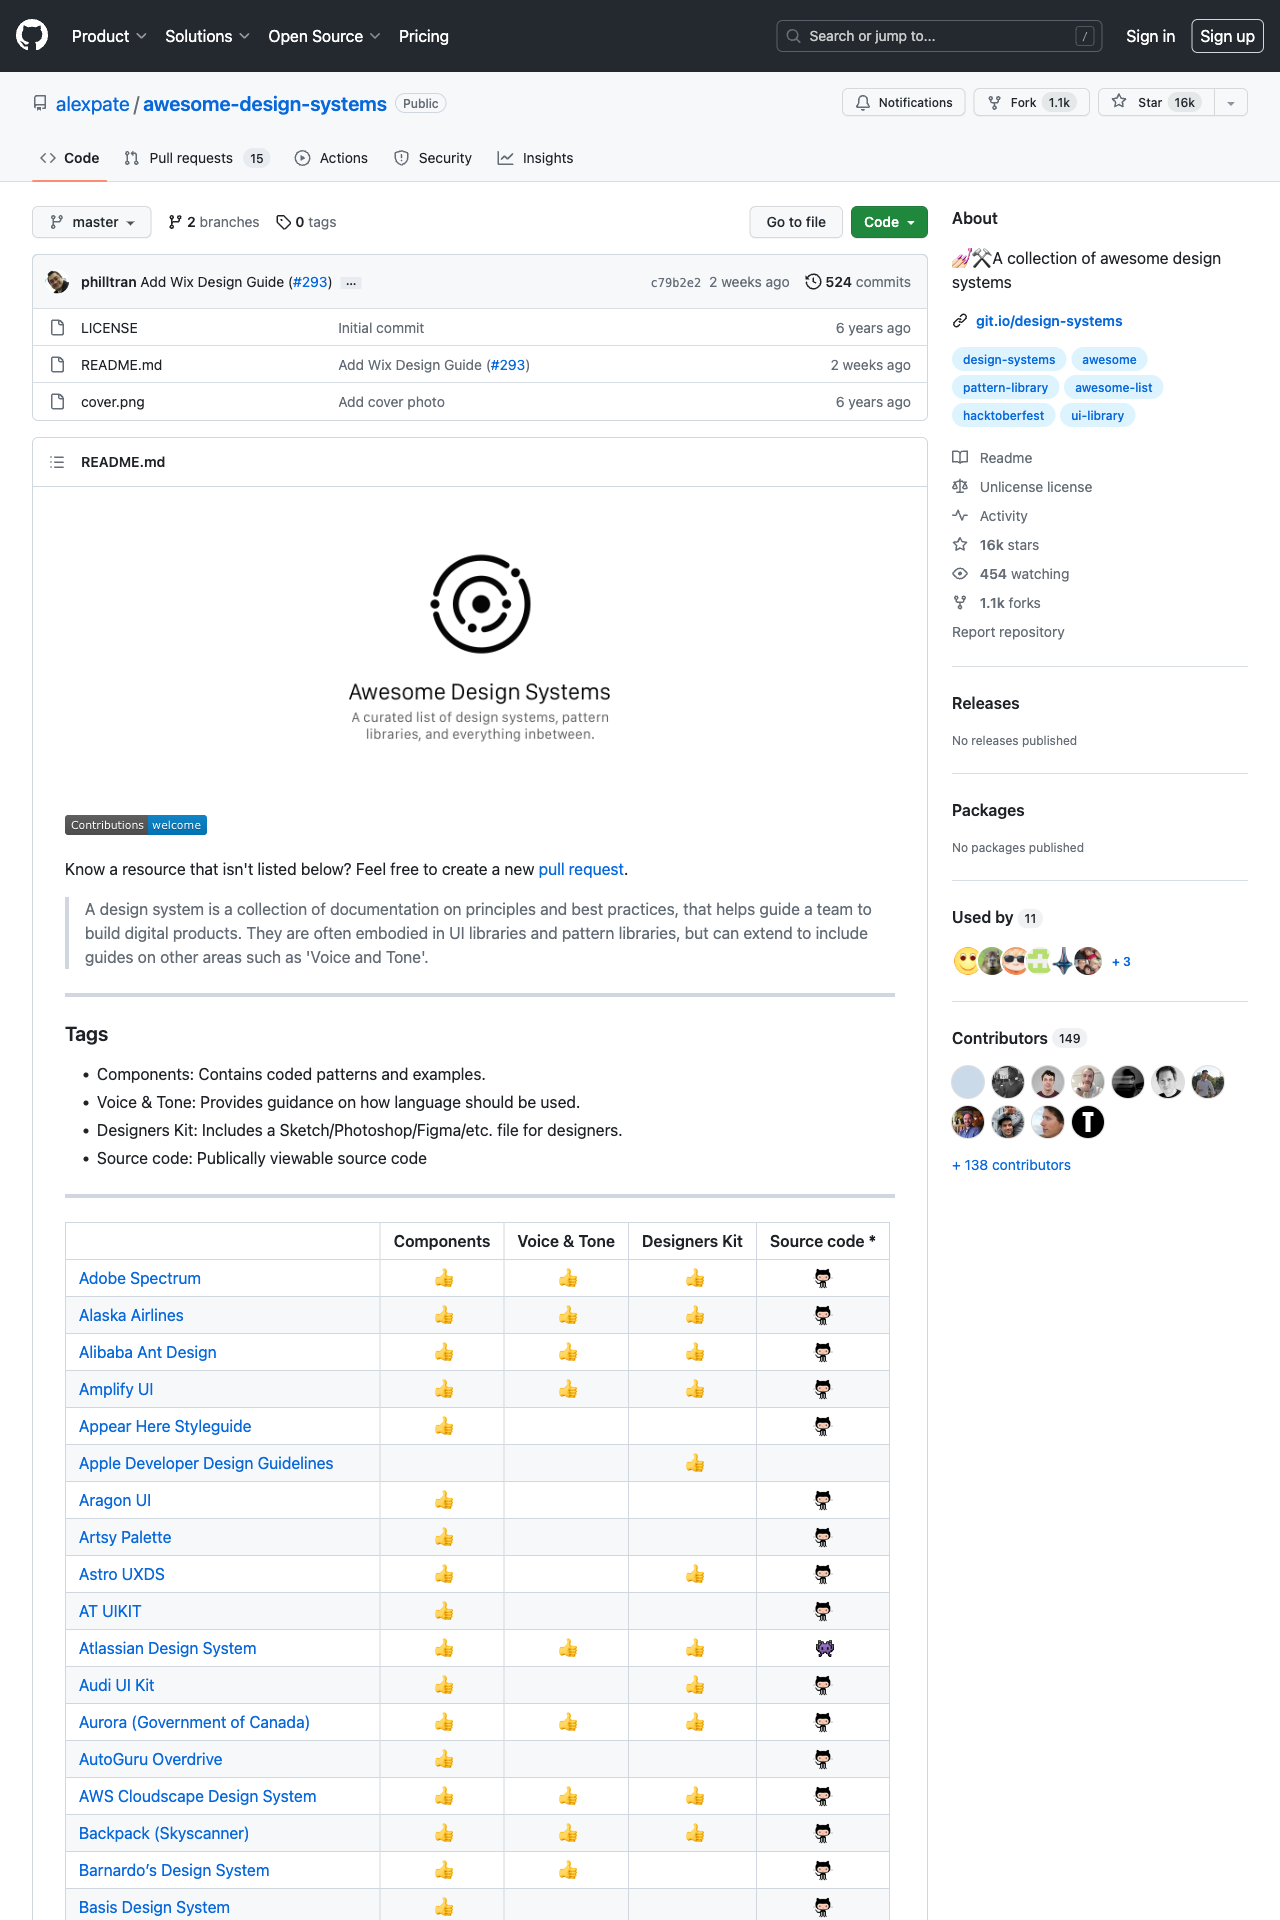 Product Solutions Open Source Pricing Search or jump to... / Sign in Sign up
alexpate / awesome-design-systems Public Notifications Fork 1.1k Star 16k
Code Pull requests 15 Actions Security Insights
master 2 branches 0 tags Go to file Code
philltran Add Wix Design Guide (#293) ... c79b2e2 2 weeks ago 524 commits
LICENSE Initial commit 6 years ago
README.md Add Wix Design Guide (#293) 2 weeks ago
cover.png Add cover photo 6 years ago
README.md
Awesome Design Systems
A curated list of design systems, pattern
libraries, and everything inbetween.
Contributions welcome
Know a resource that isn't listed below? Feel free to create a new pull request.
A design system is a collection of documentation on principles and best practices, that helps guide a team to
build digital products. They are often embodied in UI libraries and pattern libraries, but can extend to include
guides on other areas such as 'Voice and Tone'.
Tags
• Components: Contains coded patterns and examples.
• Voice & Tone: Provides guidance on how language should be used.
• Designers Kit: Includes a Sketch/Photoshop/Figma/etc. file for designers.
• Source code: Publically viewable source code
Components Voice & Tone Designers Kit Source code *
Adobe Spectrum
Alaska Airlines
Alibaba Ant Design
Amplify UI
Appear Here Styleguide
Apple Developer Design Guidelines
Aragon UI
Artsy Palette
Astro UXDS
AT UIKIT
Atlassian Design System
Audi UI Kit
Aurora (Government of Canada)
AutoGuru Overdrive
AWS Cloudscape Design System
Backpack (Skyscanner)
Barnardo’s Design System
Basis Design System
About
A collection of awesome design
systems
git.io/design-systems
design-systems awesome
pattern-library awesome-list
hacktoberfest ui-library
Readme
Unlicense license
Activity
16k stars
454 watching
1.1k forks
Report repository
Releases
No releases published
Packages
No packages published
Used by 11
+ 3
Contributors 149
T
+ 138 contributors